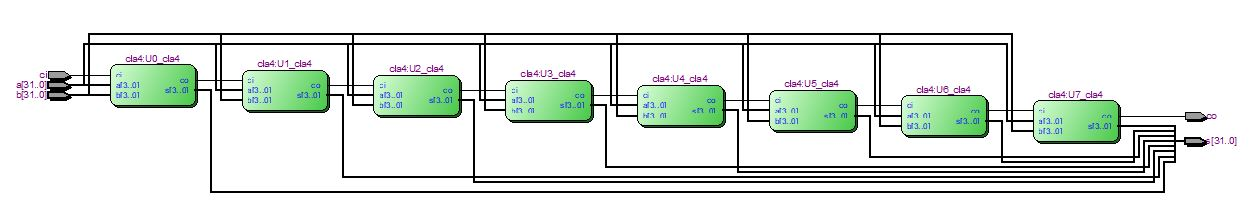 cla4:U0_cla4
ci
a[3..0]
b[3..0]
co
s[3..0]
cla4:U1_cla4
ci
a[3..0]
b[3..0]
co
s[3..0]
cla4:U2_cla4
ci
a[3..0]
b[3..0]
co
s[3..0]
cla4:U3_cla4
ci
a[3..0]
b[3..0]
co
s[3..0]
cla4:U4_cla4
ci
a[3..0]
b[3..0]
co
s[3..0]
cla4:U5_cla4
ci
a[3..0]
b[3..0]
co
s[3..0]
cla4:U6_cla4
ci
a[3..0]
b[3..0]
co
s[3..0]
cla4:U7_cla4
ci
a[3..0]
b[3..0]
co
s[3..0]
ci
a[31..0]
b[31..0]
co
s[31..0]